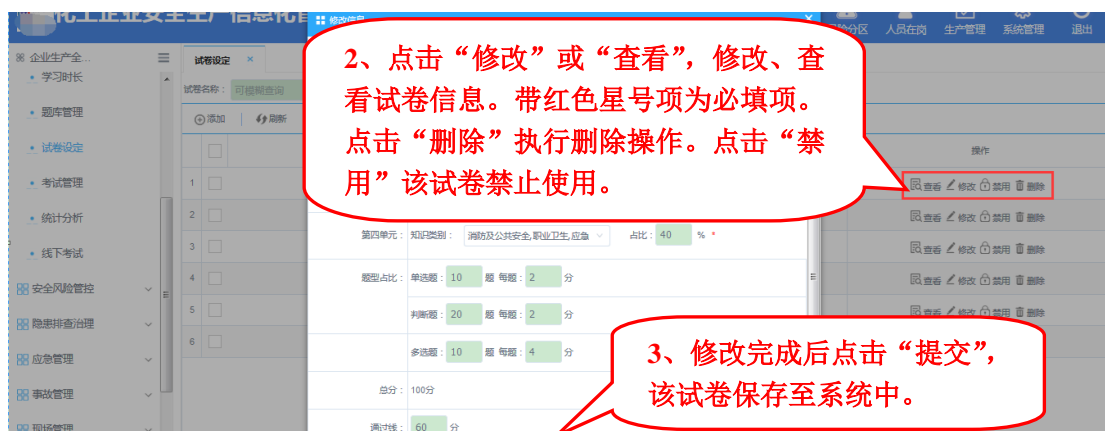 化工企业安全生产信息化管
修改信息
人员在岗 生产管理 系统管理 退出
企业生产全...
学习时长
题库管理
试卷设定
考试管理
统计分析
线下考试
安全风险管控
隐患排查治理
应急管理
事故管理
现场管理
试卷设定 ×
试卷名称： 可模糊查询
添加 刷新
操作
1 查看 修改 禁用 删除
2 查看 修改 禁用 删除
3 查看 修改 禁用 删除
4 查看 修改 禁用 删除
5 查看 修改 禁用 删除
6
2、点击“修改”或“查看”，修改、查
看试卷信息。带红色星号项为必填项。
点击“删除”执行删除操作。点击“禁
用”该试卷禁止使用。
第四单元： 知识类别： 消防及公共安全,职业卫生,应急 占比： 40 % *
题型占比： 单选题： 10 题 每题： 2 分
判断题： 20 题 每题： 2 分
多选题： 10 题 每题： 4 分
总分： 100分
通过线： 60 分
3、修改完成后点击“提交”，
该试卷保存至系统中。